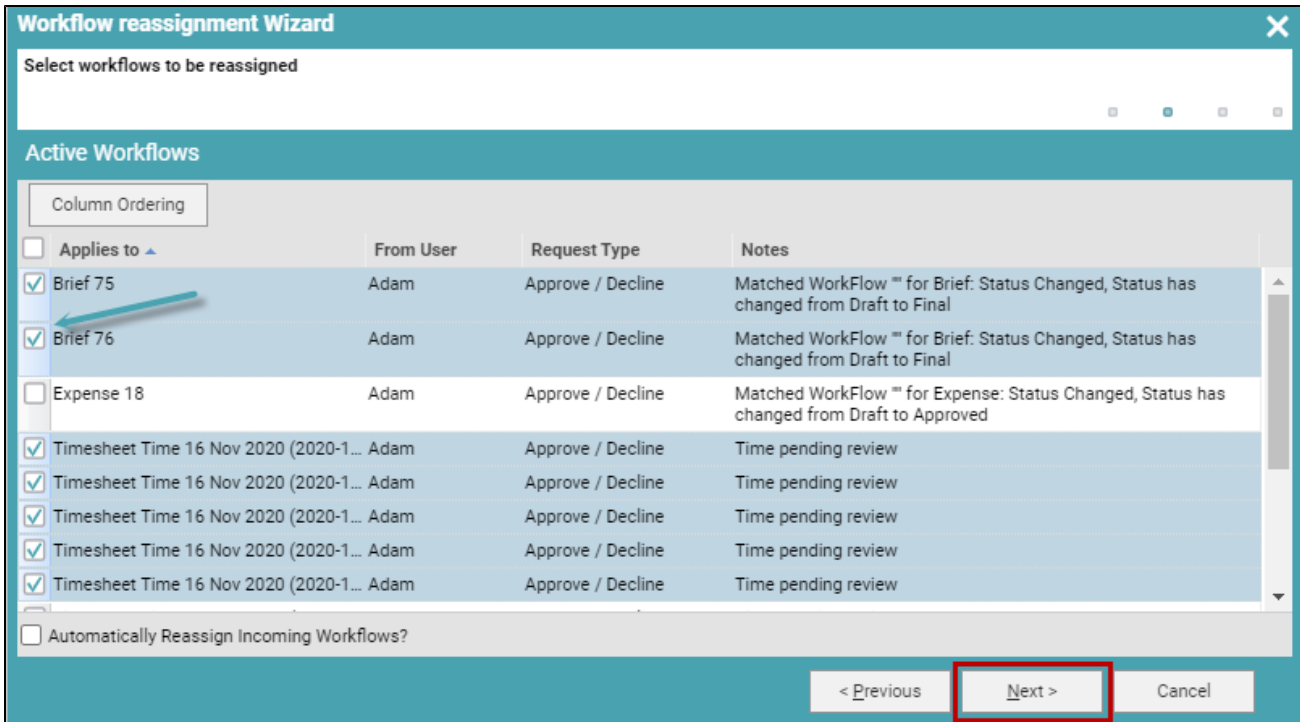 Workflow reassignment Wizard
Select workflows to be reassigned
Active Workflows
Column Ordering
Applies to From User Request Type Notes
Brief 75 Adam Approve / Decline Matched WorkFlow "" for Brief: Status Changed, Status has
changed from Draft to Final
Brief 76 Adam Approve / Decline Matched WorkFlow "" for Brief: Status Changed, Status has
changed from Draft to Final
Expense 18 Adam Approve / Decline Matched WorkFlow "" for Expense: Status Changed, Status has
changed from Draft to Approved
Timesheet Time 16 Nov 2020 (2020-1... Adam Approve / Decline Time pending review
Timesheet Time 16 Nov 2020 (2020-1... Adam Approve / Decline Time pending review
Timesheet Time 16 Nov 2020 (2020-1... Adam Approve / Decline Time pending review
Timesheet Time 16 Nov 2020 (2020-1... Adam Approve / Decline Time pending review
Timesheet Time 16 Nov 2020 (2020-1... Adam Approve / Decline Time pending review
Automatically Reassign Incoming Workflows?
< Previous Next > Cancel